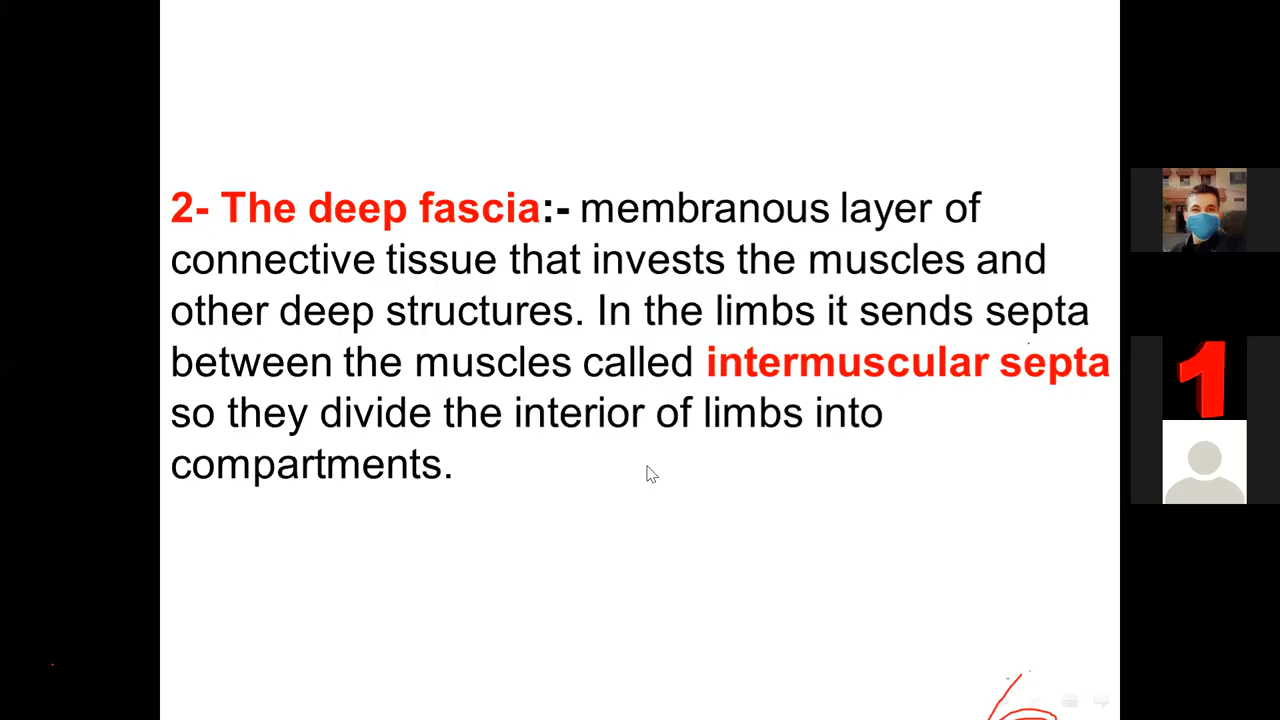 2- The deep fascia:- membranous layer of
connective tissue that invests the muscles and
other deep structures. In the limbs it sends septa
between the muscles called intermuscular septa
so they divide the interior of limbs into
compartments.
1